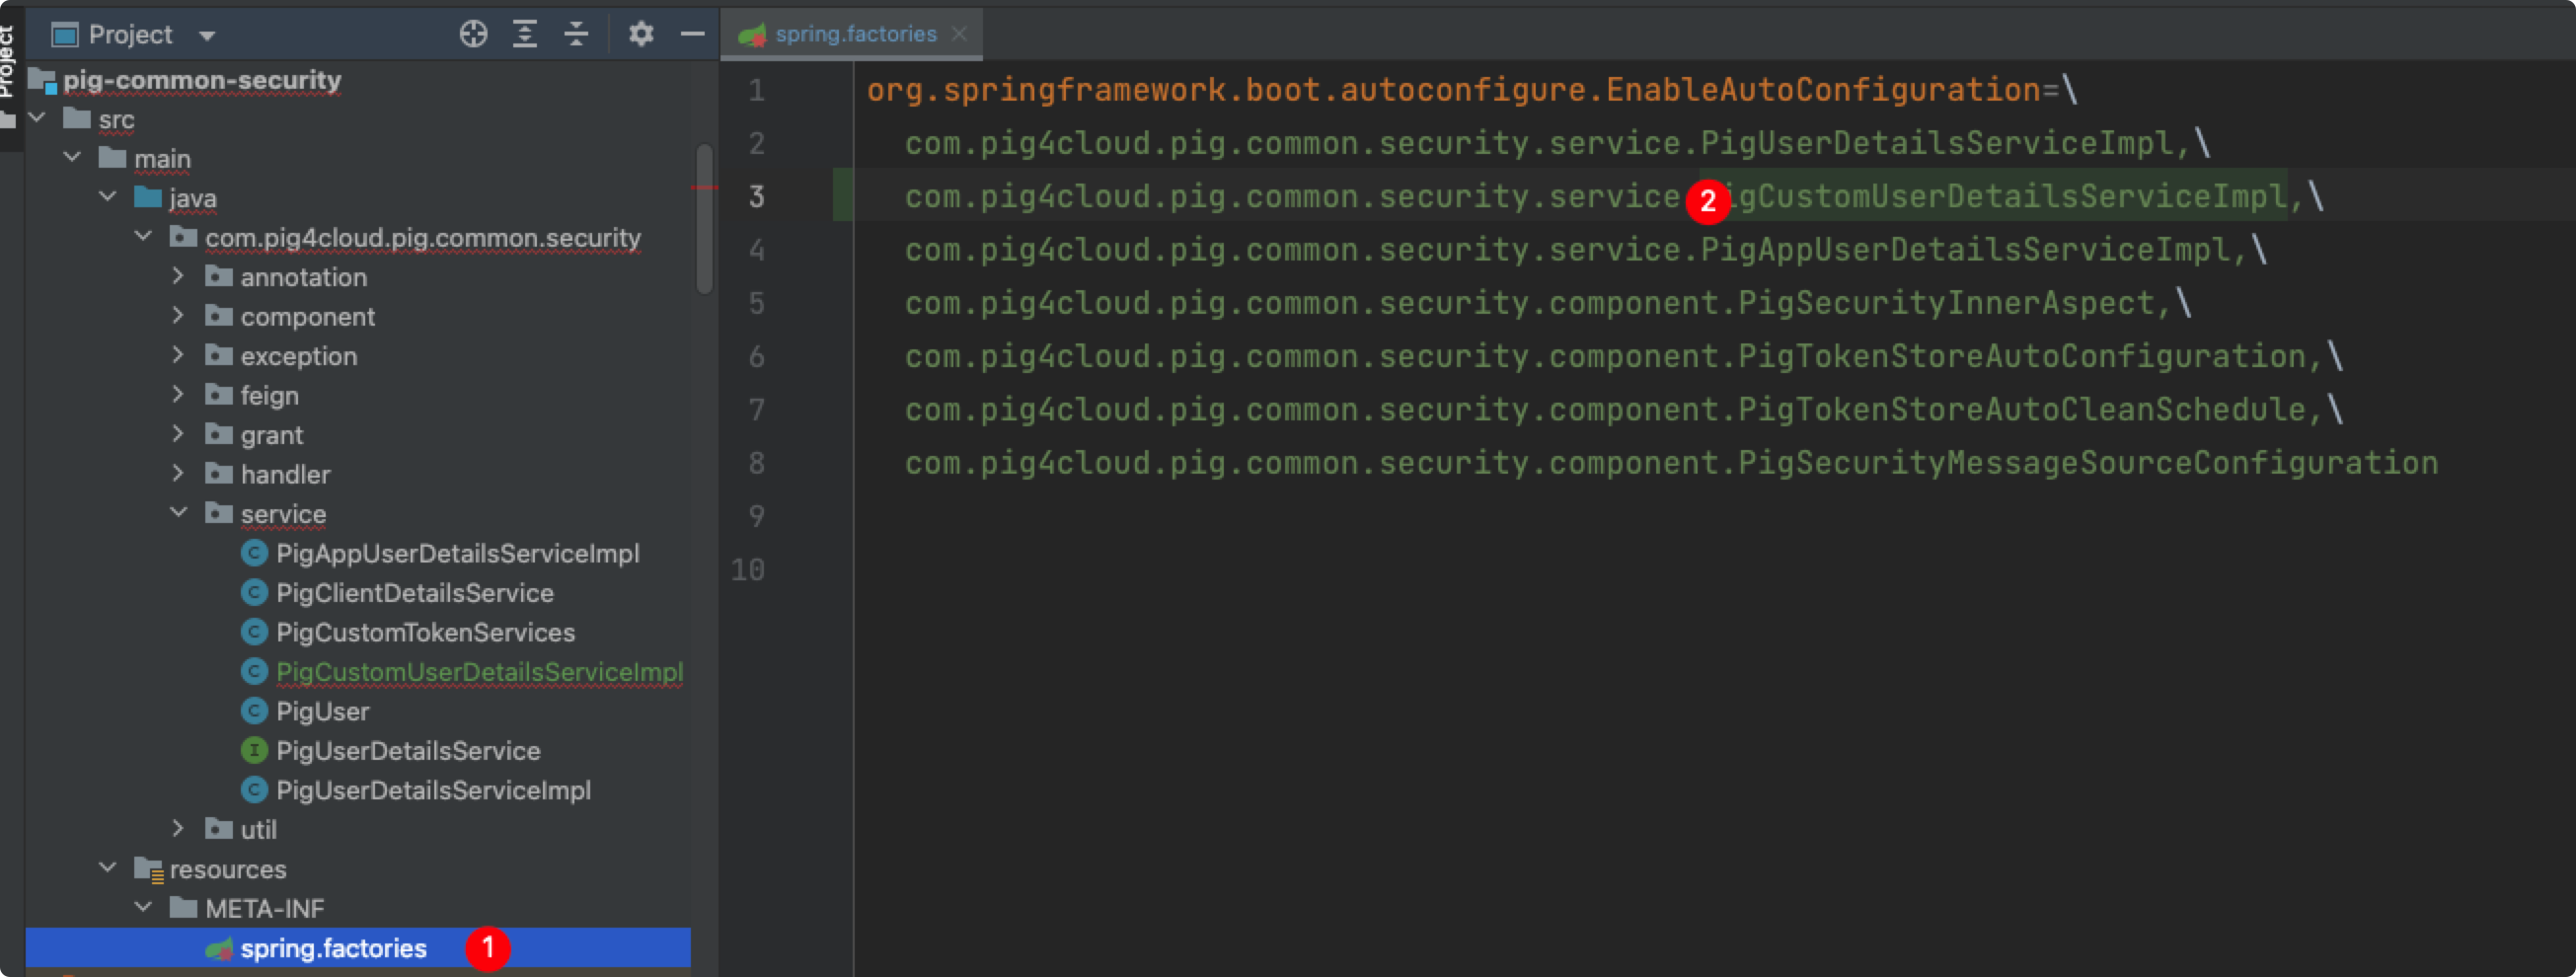 Project
Project
pig-common-security
src
main
java
com.pig4cloud.pig.common.security
annotation
component
exception
feign
grant
handler
service
PigAppUserDetailsServiceImpl
PigClientDetailsService
PigCustomTokenServices
PigCustomUserDetailsServiceImpl
PigUser
PigUserDetailsService
PigUserDetailsServiceImpl
util
resources
META-INF
spring.factories 1
spring.factories
1 org.springframework.boot.autoconfigure.EnableAutoConfiguration=\
2 com.pig4cloud.pig.common.security.service.PigUserDetailsServiceImpl,\
3 com.pig4cloud.pig.common.security.service 2 igCustomUserDetailsServiceImpl,\
4 com.pig4cloud.pig.common.security.service.PigAppUserDetailsServiceImpl,\
5 com.pig4cloud.pig.common.security.component.PigSecurityInnerAspect,\
6 com.pig4cloud.pig.common.security.component.PigTokenStoreAutoConfiguration,\
7 com.pig4cloud.pig.common.security.component.PigTokenStoreAutoCleanSchedule,\
8 com.pig4cloud.pig.common.security.component.PigSecurityMessageSourceConfiguration
9
10